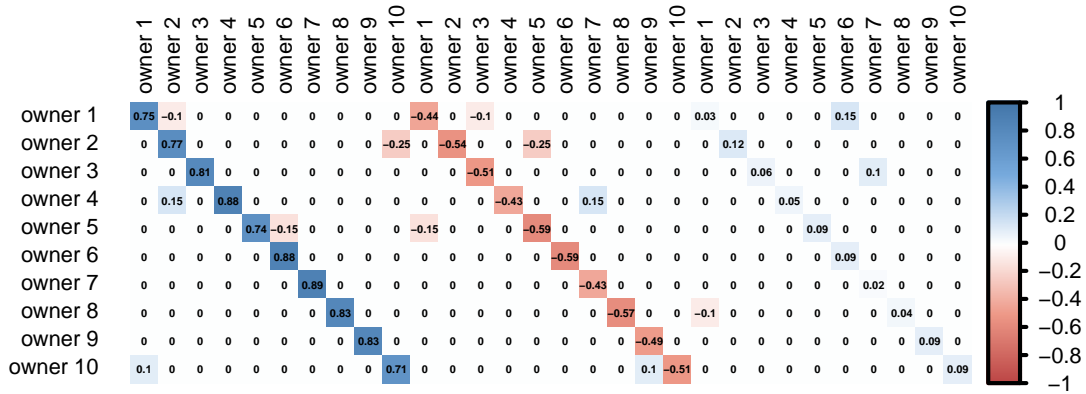 owner 1 owner 2 owner 3 owner 4 owner 5 owner 6 owner 7 owner 8 owner 9 owner 10 owner 1 owner 2 owner 3 owner 4 owner 5 owner 6 owner 7 owner 8 owner 9 owner 10 owner 1 owner 2 owner 3 owner 4 owner 5 owner 6 owner 7 owner 8 owner 9 owner 10
owner 1 0.75 −0.1 0 0 0 0 0 0 0 0 −0.44 0 −0.1 0 0 0 0 0 0 0 0.03 0 0 0 0 0.15 0 0 0 0
owner 2 0 0.77 0 0 0 0 0 0 0 −0.25 0 −0.54 0 0 −0.25 0 0 0 0 0 0 0.12 0 0 0 0 0 0 0 0
owner 3 0 0 0.81 0 0 0 0 0 0 0 0 0 −0.51 0 0 0 0 0 0 0 0 0 0.06 0 0 0 0.1 0 0 0
owner 4 0 0.15 0 0.88 0 0 0 0 0 0 0 0 0 −0.43 0 0 0.15 0 0 0 0 0 0 0.05 0 0 0 0 0 0
owner 5 0 0 0 0 0.74 −0.15 0 0 0 0 −0.15 0 0 0 −0.59 0 0 0 0 0 0 0 0 0 0.09 0 0 0 0 0
owner 6 0 0 0 0 0 0.88 0 0 0 0 0 0 0 0 0 −0.59 0 0 0 0 0 0 0 0 0 0.09 0 0 0 0
owner 7 0 0 0 0 0 0 0.89 0 0 0 0 0 0 0 0 0 −0.43 0 0 0 0 0 0 0 0 0 0.02 0 0 0
owner 8 0 0 0 0 0 0 0 0.83 0 0 0 0 0 0 0 0 0 −0.57 0 0 −0.1 0 0 0 0 0 0 0.04 0 0
owner 9 0 0 0 0 0 0 0 0 0.83 0 0 0 0 0 0 0 0 0 −0.49 0 0 0 0 0 0 0 0 0 0.09 0
owner 10 0.1 0 0 0 0 0 0 0 0 0.71 0 0 0 0 0 0 0 0 0.1 −0.51 0 0 0 0 0 0 0 0 0 0.09
1
0.8
0.6
0.4
0.2
0
−0.2
−0.4
−0.6
−0.8
−1